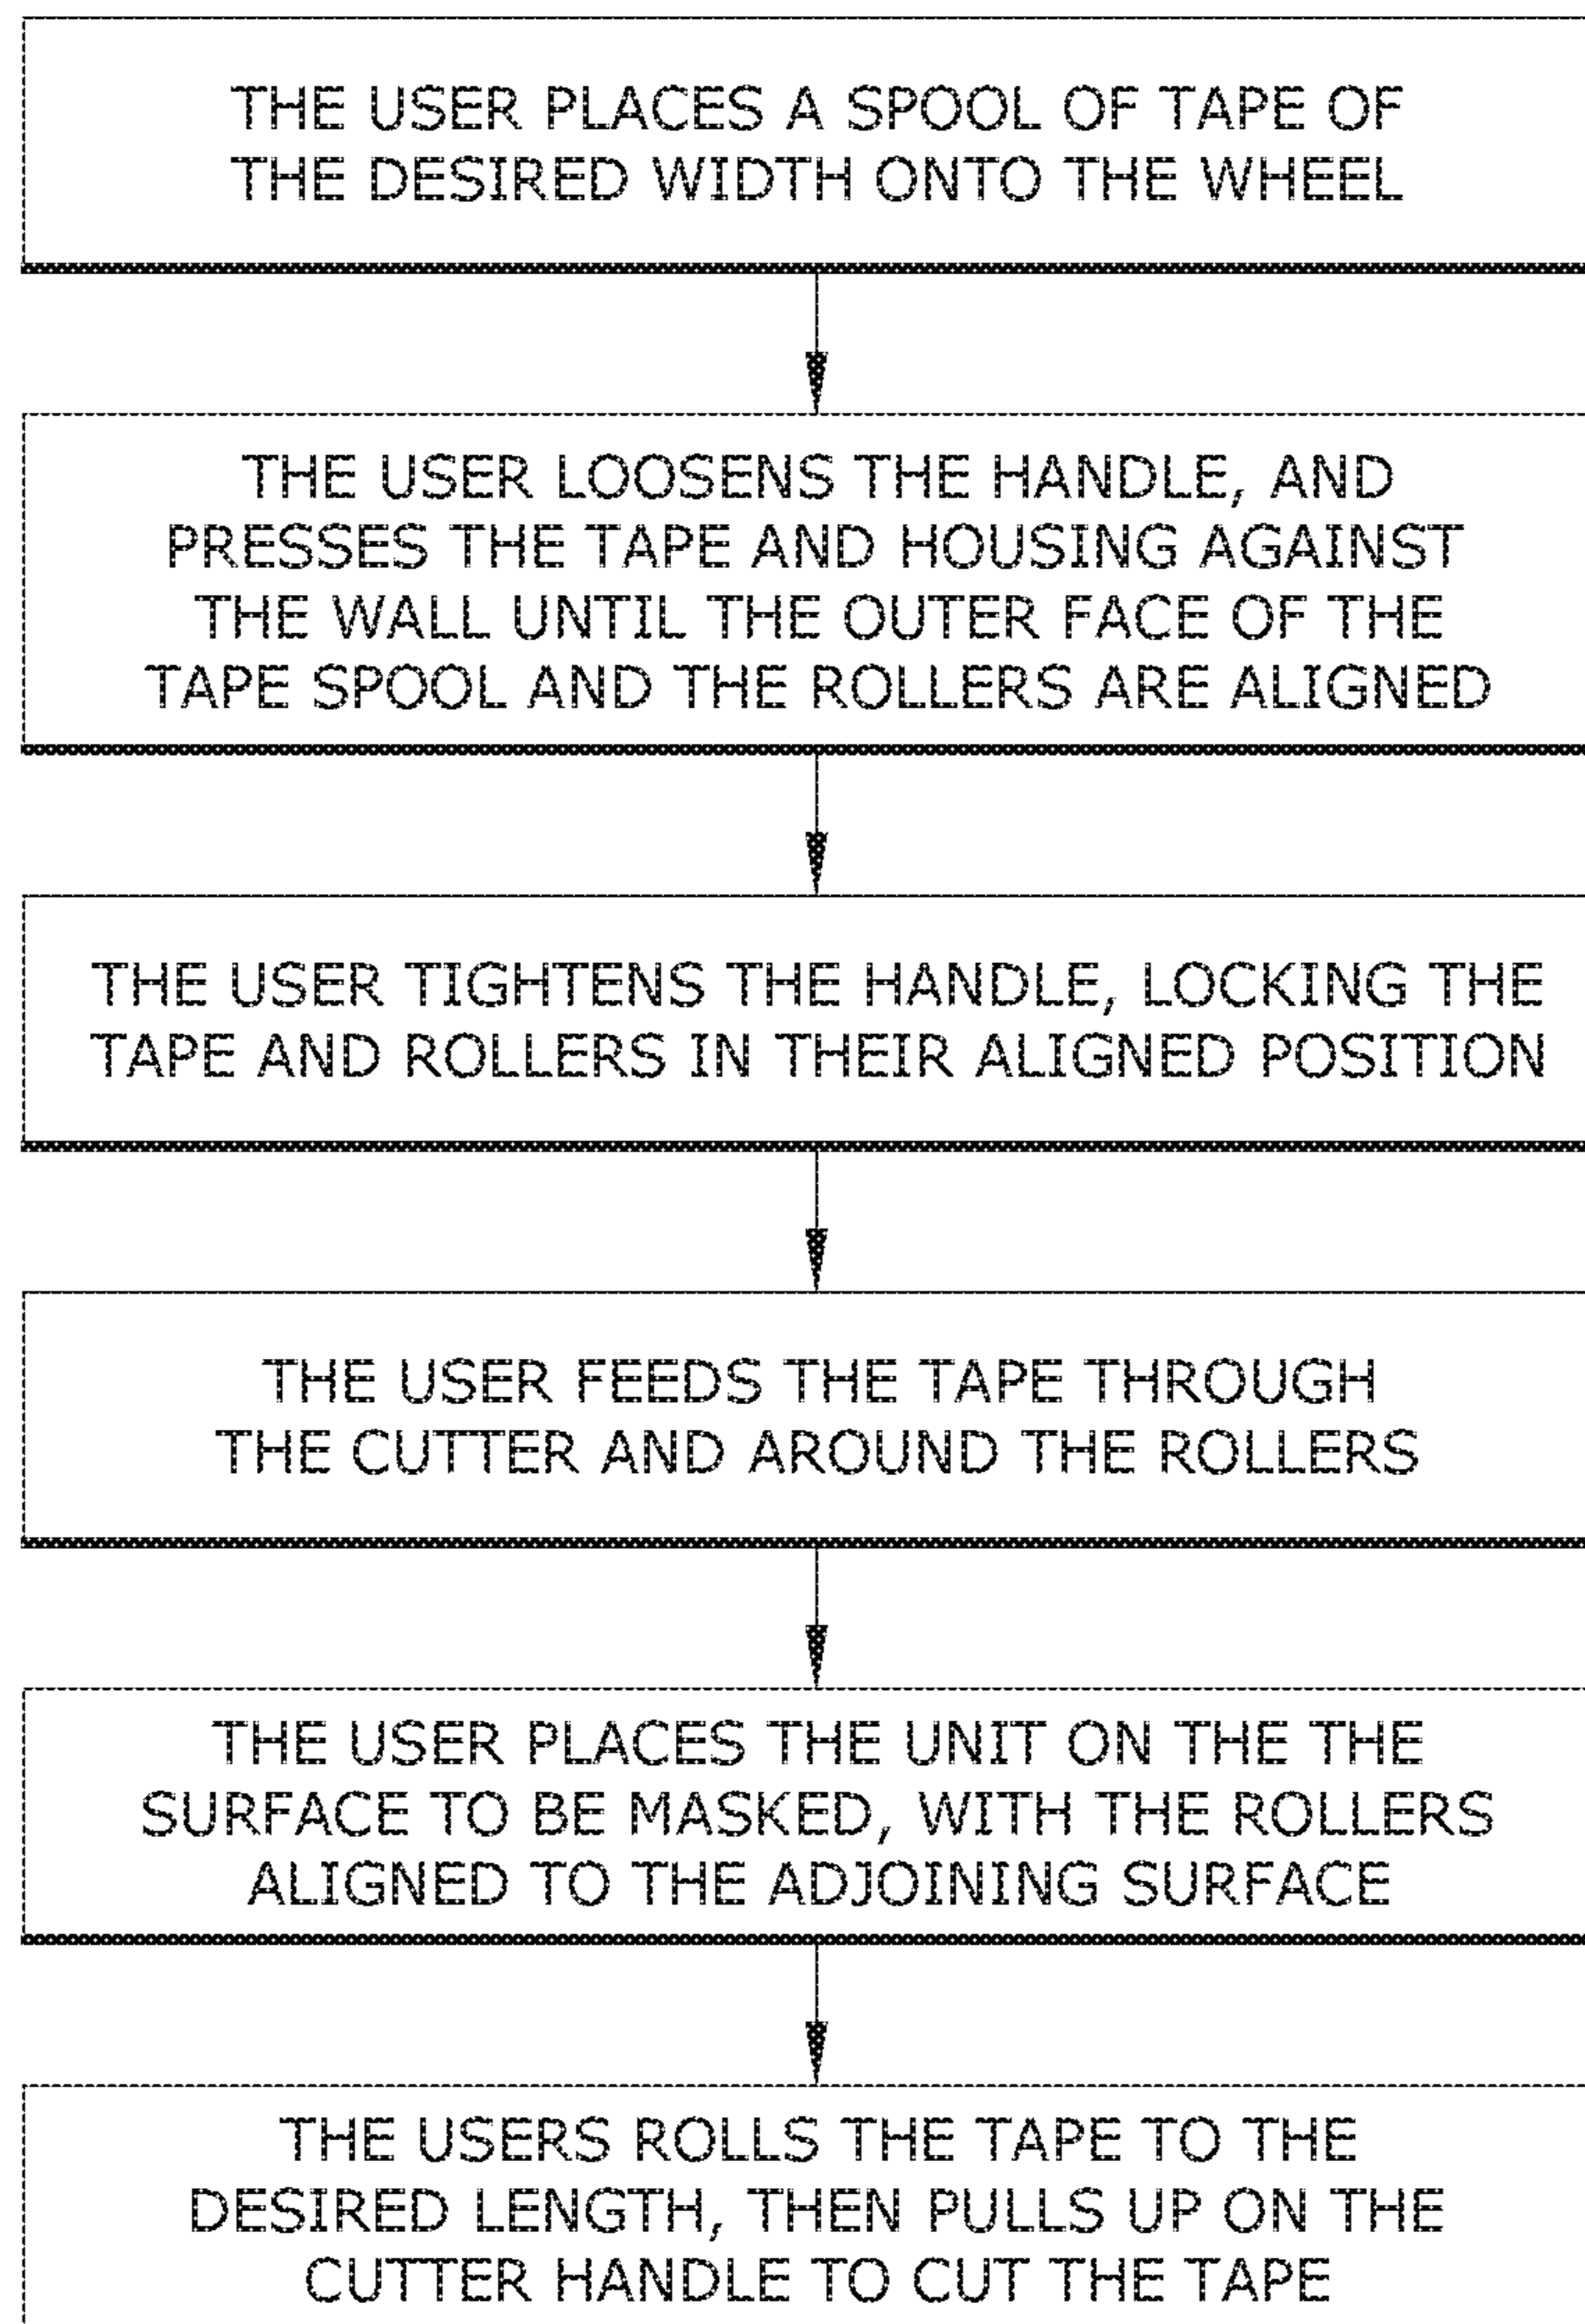 THE USER PLACES A SPOOL OF TAPE OF
THE DESIRED WIDTH ONTO THE WHEEL
THE USER LOOSENS THE HANDLE, AND
PRESSES THE TAPE AND HOUSING AGAINST
THE WALL UNTIL THE OUTER FACE OF THE
TAPE SPOOL AND THE ROLLERS ARE ALIGNED
THE USER TIGHTENS THE HANDLE, LOCKING THE
TAPE AND ROLLERS IN THEIR ALIGNED POSITION
THE USER FEEDS THE TAPE THROUGH
THE CUTTER AND AROUND THE ROLLERS
THE USER PLACES THE UNIT ON THE THE
SURFACE TO BE MASKED, WITH THE ROLLERS
ALIGNED TO THE ADJOINING SURFACE
THE USERS ROLLS THE TAPE TO THE
DESIRED LENGTH, THEN PULLS UP ON THE
CUTTER HANDLE TO CUT THE TAPE